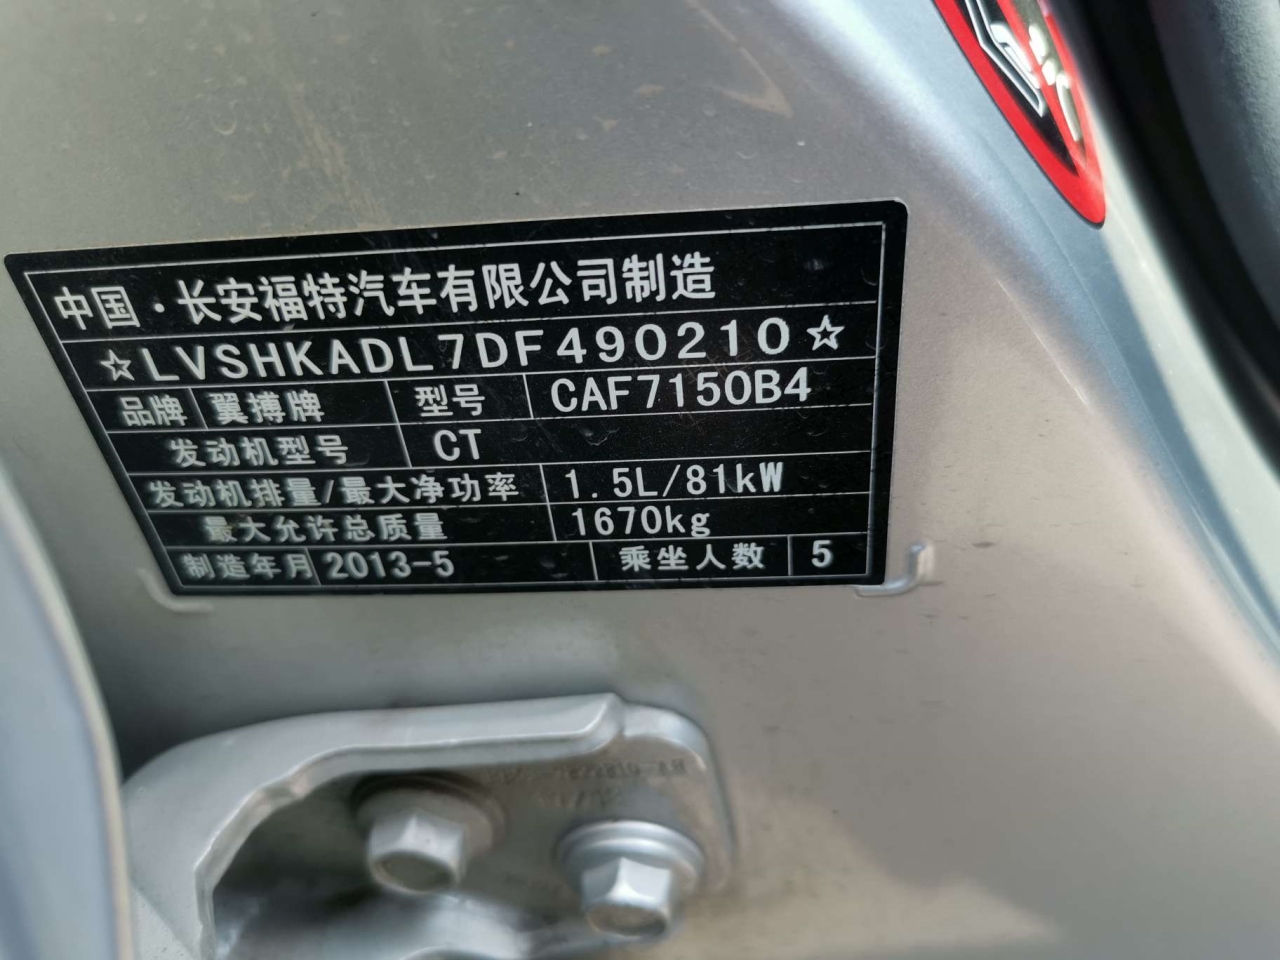 中国·长安福特汽车有限公司制造
☆LVSHKADL7DF490210☆
品牌 翼搏牌 型号 CAF7150B4
发动机型号 CT
发动机排量/最大净功率 1.5L/81kW
最大允许总质量 1670kg
制造年月 2013-5 乘坐人数 5